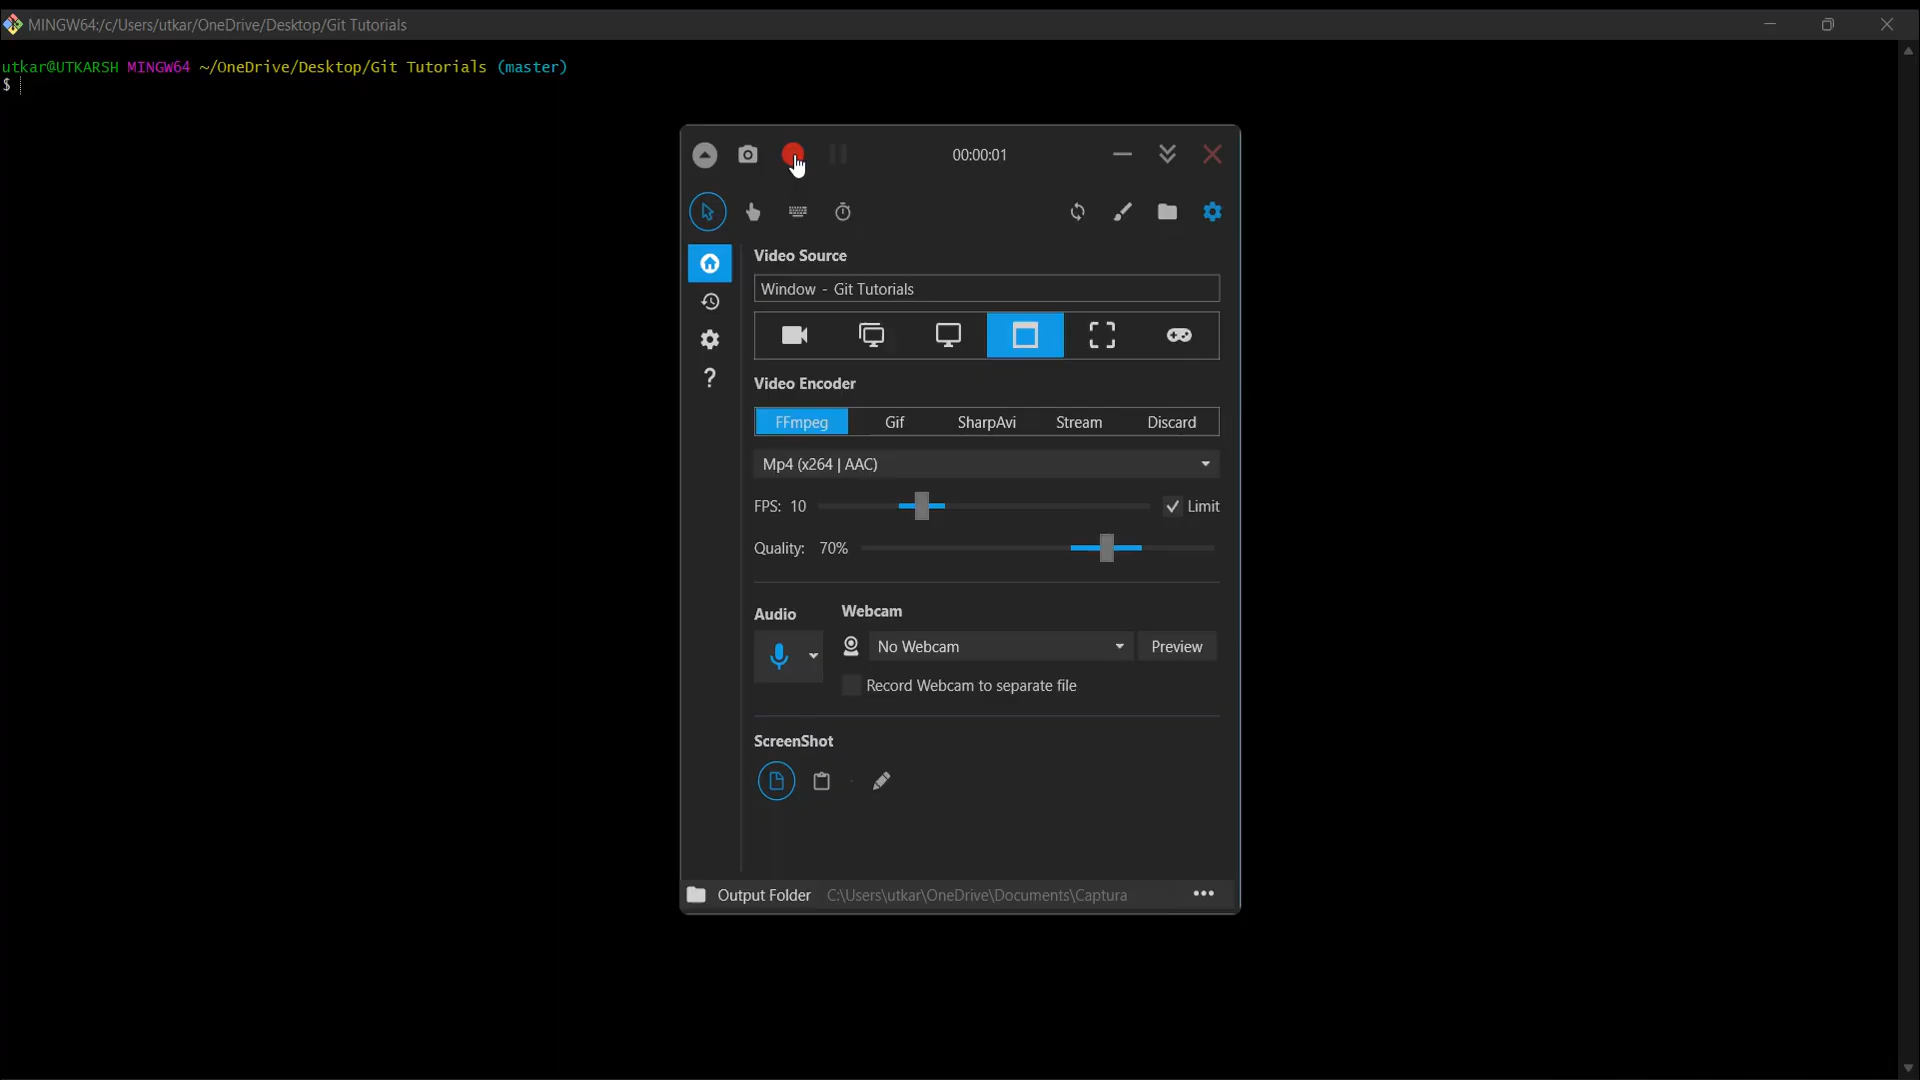 MINGW64:/c/Users/utkar/OneDrive/Desktop/Git Tutorials
utkar@UTKARSH MINGW64 ~/OneDrive/Desktop/Git Tutorials (master)
$
00:00:01
Video Source
Window - Git Tutorials
Video Encoder
FFmpeg Gif SharpAvi Stream Discard
Mp4 (x264 | AAC)
FPS: 10 Limit
Quality: 70%
Audio Webcam
No Webcam Preview
Record Webcam to separate file
ScreenShot
Output Folder C:\Users\utkar\OneDrive\Documents\Captura